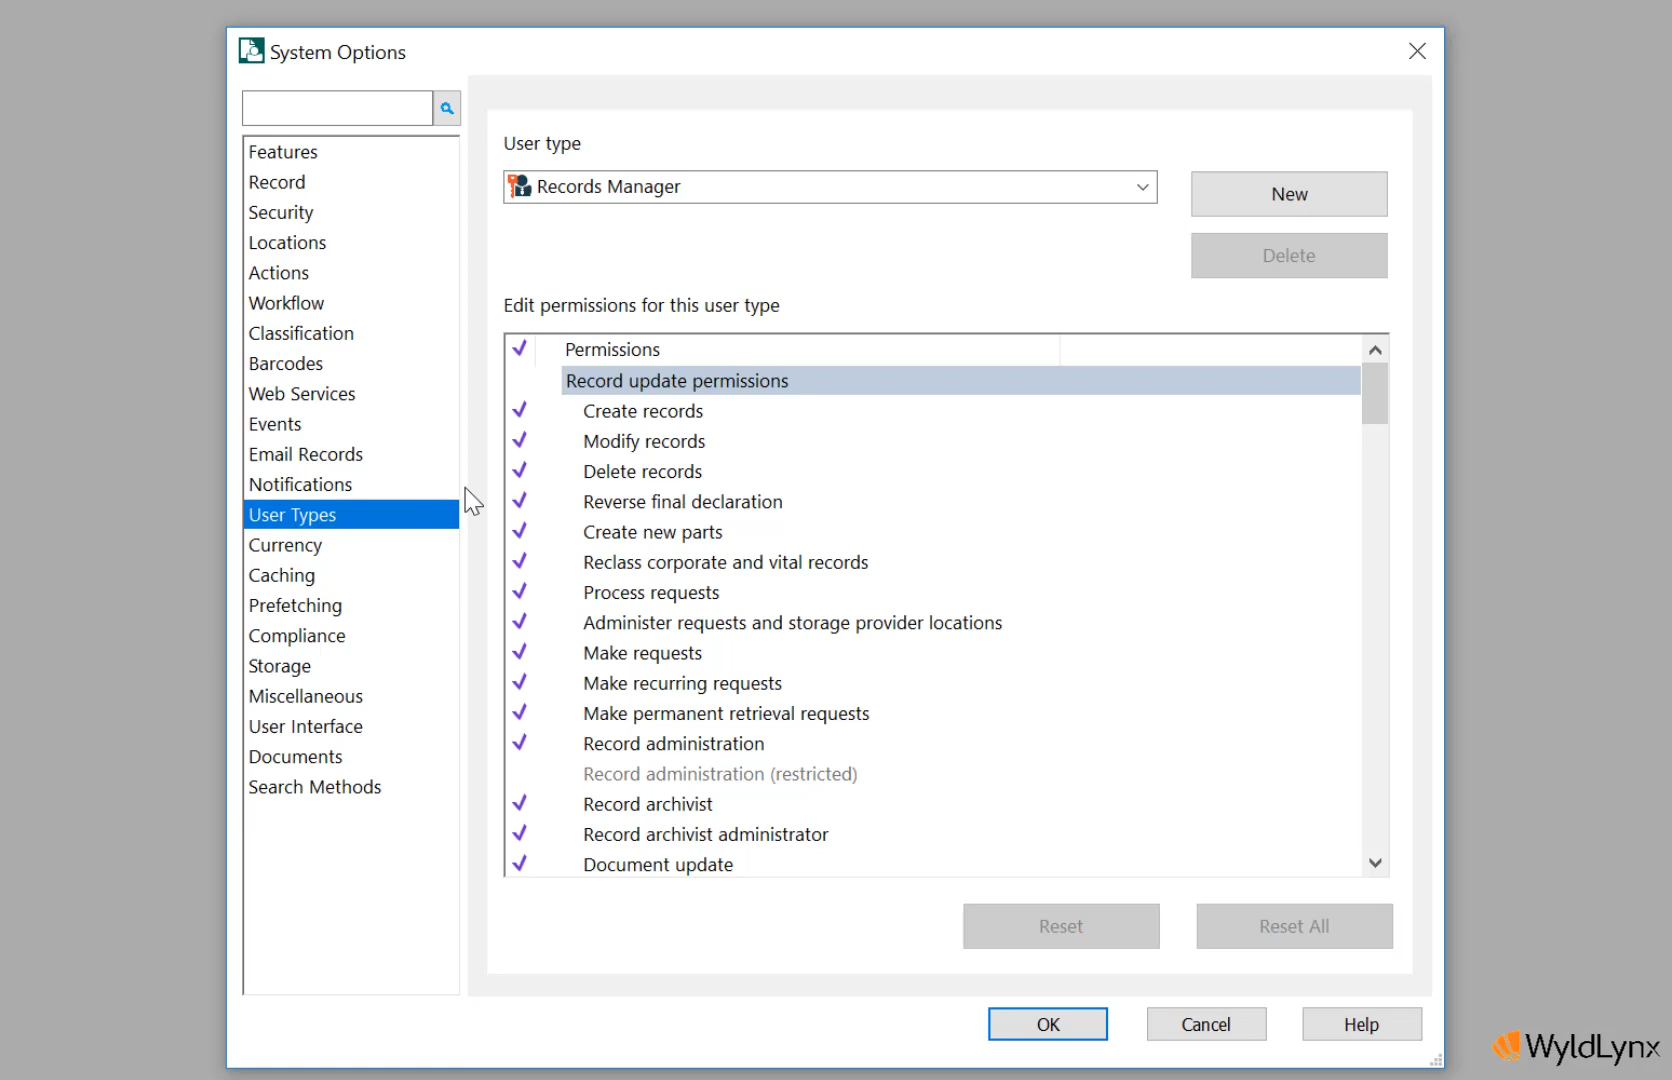 System Options
Features
Record
Security
Locations
Actions
Workflow
Classification
Barcodes
Web Services
Events
Email Records
Notifications
User Types
Currency
Caching
Prefetching
Compliance
Storage
Miscellaneous
User Interface
Documents
Search Methods
User type
Records Manager
New
Delete
Edit permissions for this user type
Permissions
Record update permissions
Create records
Modify records
Delete records
Reverse final declaration
Create new parts
Reclass corporate and vital records
Process requests
Administer requests and storage provider locations
Make requests
Make recurring requests
Make permanent retrieval requests
Record administration
Record administration (restricted)
Record archivist
Record archivist administrator
Document update
Reset
Reset All
OK
Cancel
Help
WyldLynx